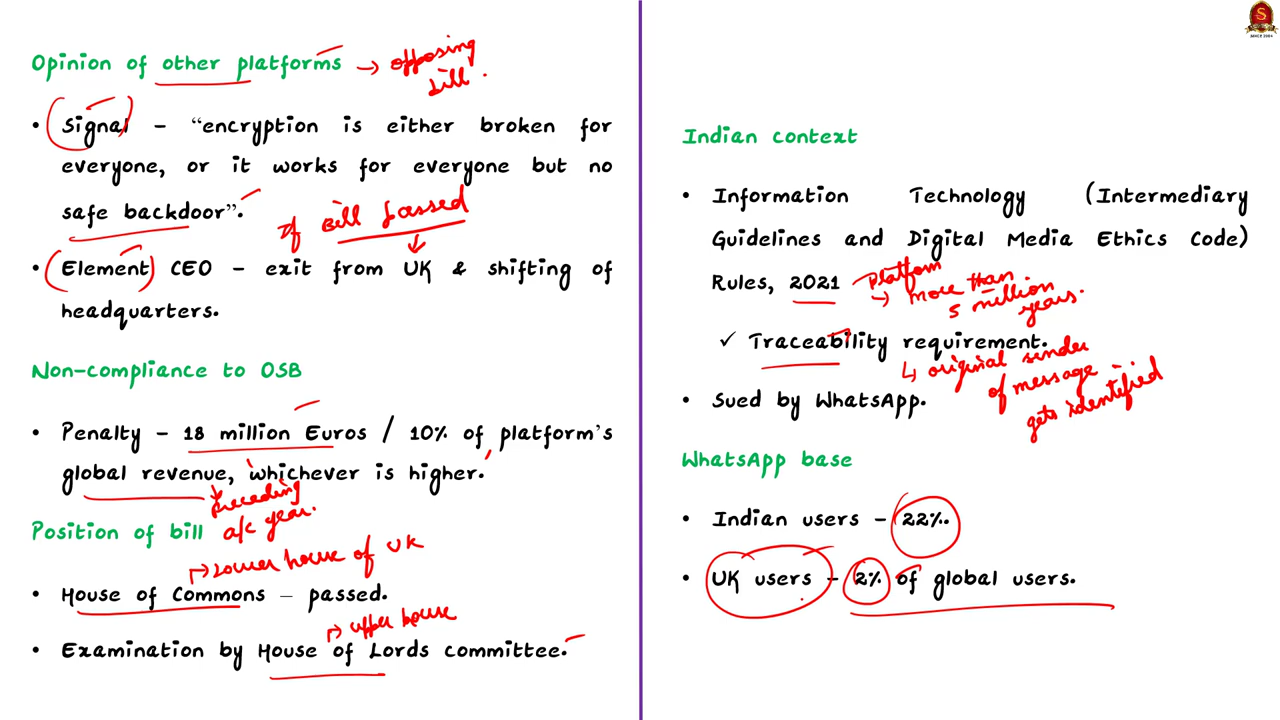 Opinion of other platforms → opposing
bill.
• Signal – “encryption is either broken for
everyone, or it works for everyone but no
safe backdoor”.
If Bill passed
• Element CEO – exit from UK & shifting of
headquarters.
Non-compliance to OSB
• Penalty – 18 million Euros / 10% of platform's
global revenue, whichever is higher.
preceding
a/c year.
Position of bill
→ Lower house of UK
• House of Commons – passed.
→ upper house
• Examination by House of Lords committee.
S
SINCE 2004
Indian context
• Information Technology (Intermediary
Guidelines and Digital Media Ethics Code)
Rules, 2021
Platform
→ more than
5 million
years.
✓ Traceability requirement.
↳ original sender
of message
gets identified
• Sued by WhatsApp.
WhatsApp base
• Indian users – 22%.
• UK users – 2% of global users.